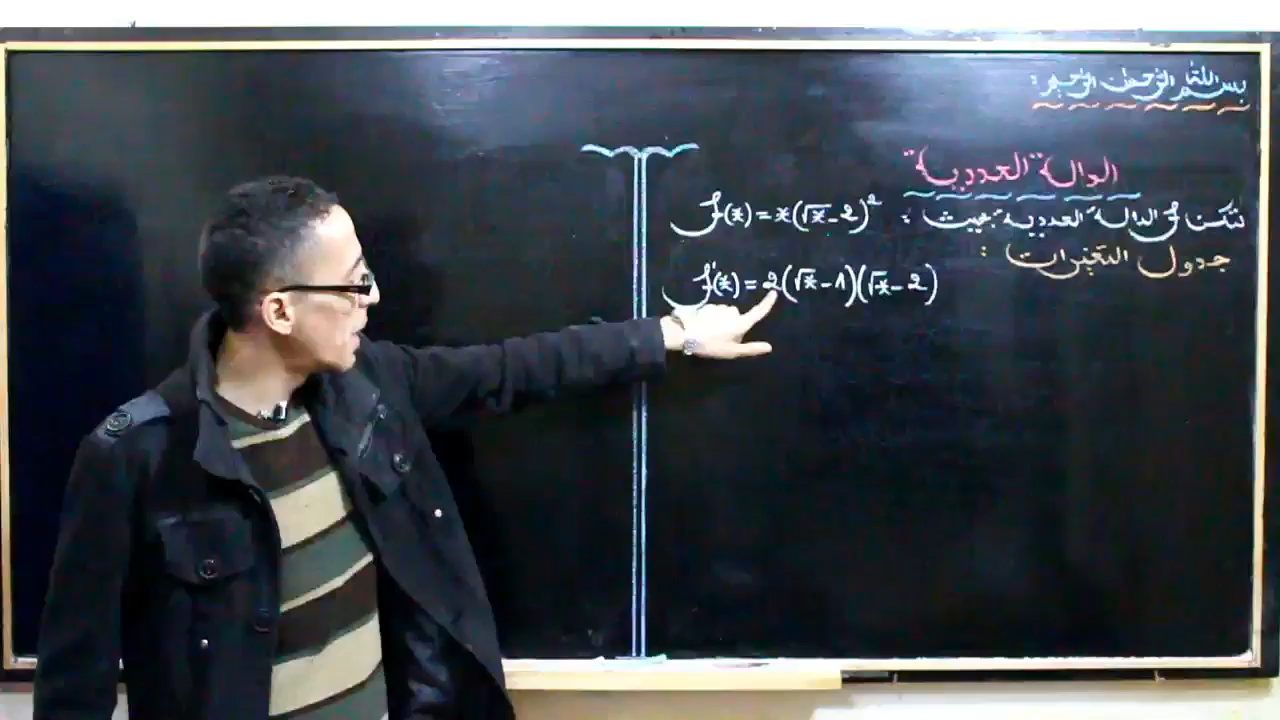 بسم الله الرحمن الرحيم :
"الدالة العددية"
لتكن f الدالة العددية بحيث : f(x) = x(√x - 2)²
جدول التغيرات :
f'(x) = 2(√x - 1)(√x - 2)